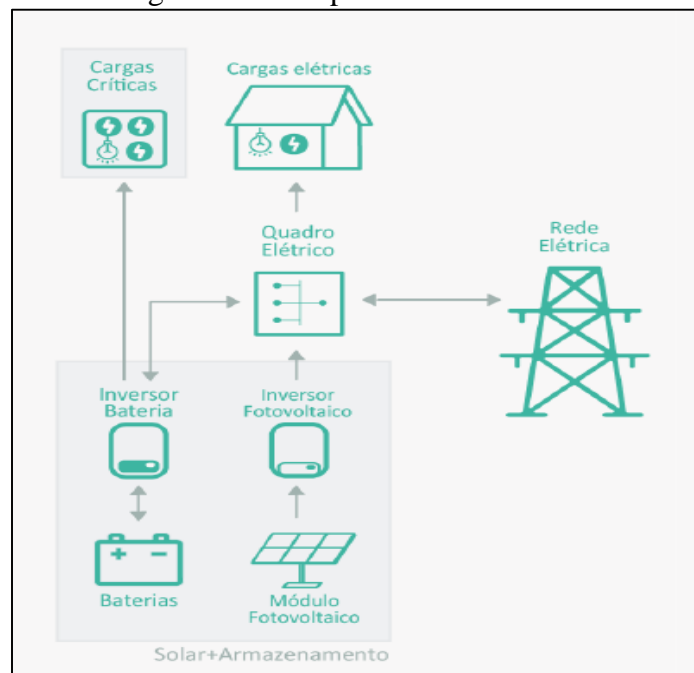 Cargas
Críticas
Cargas elétricas
Quadro
Elétrico
Rede
Elétrica
Inversor
Bateria
Inversor
Fotovoltaico
+ -
Baterias
Módulo
Fotovoltaico
Solar+Armazenamento